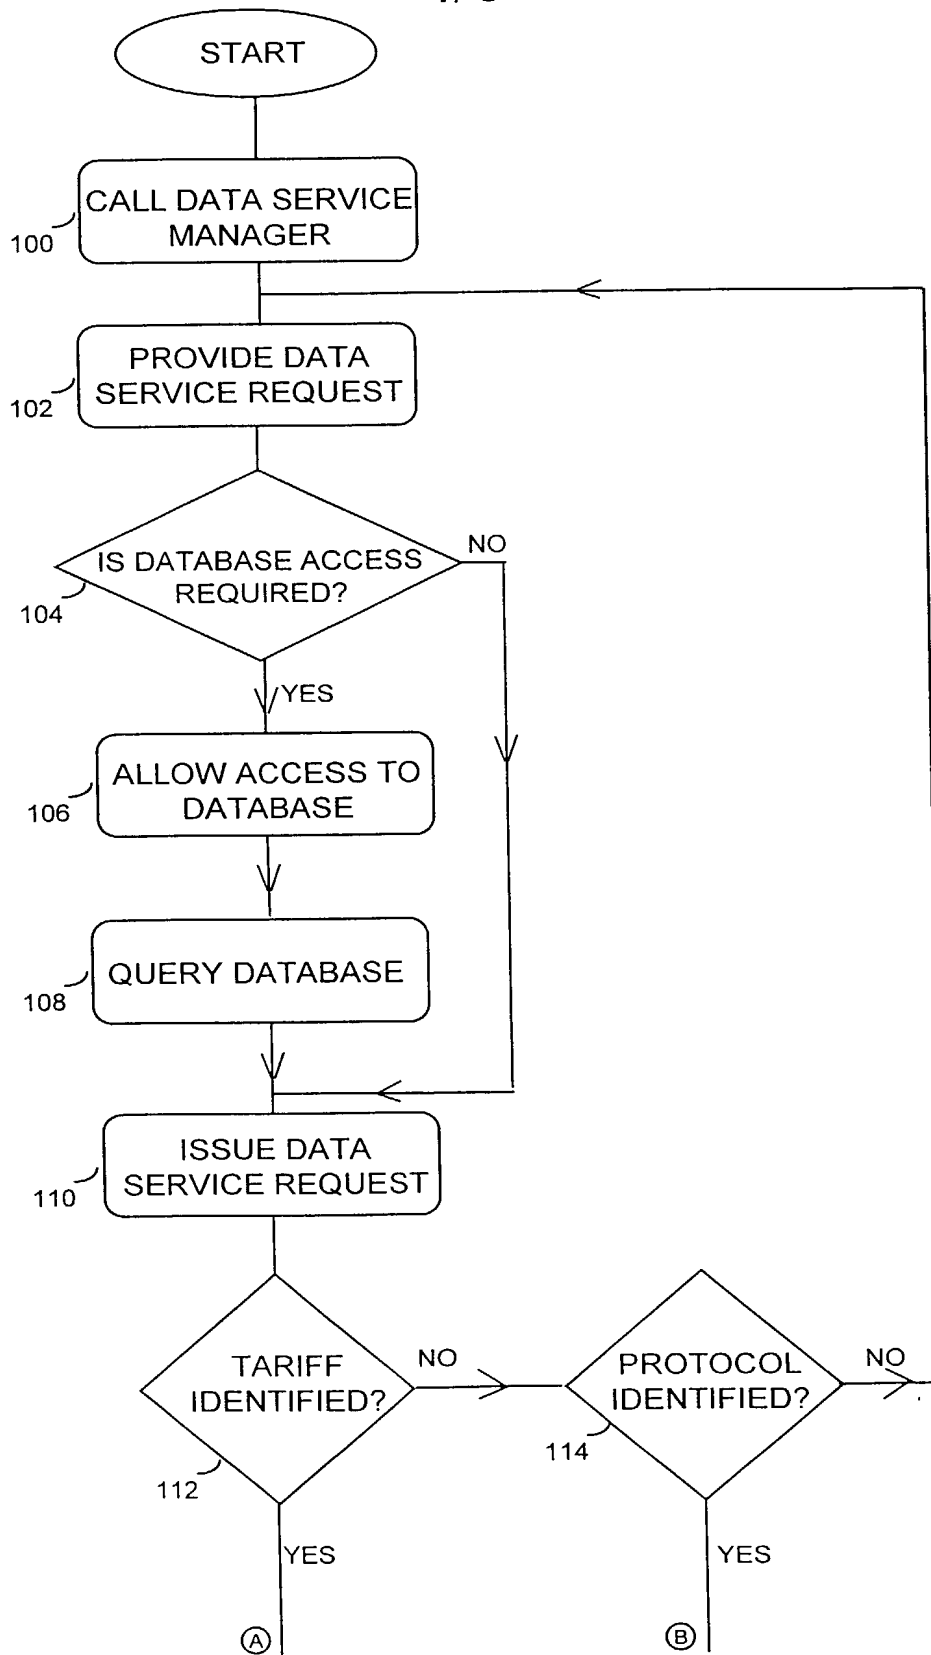 START
CALL DATA SERVICE
MANAGER
100
PROVIDE DATA
SERVICE REQUEST
102
IS DATABASE ACCESS
REQUIRED?
NO
104
YES
ALLOW ACCESS TO
DATABASE
106
QUERY DATABASE
108
ISSUE DATA
SERVICE REQUEST
110
TARIFF
IDENTIFIED?
NO
112
PROTOCOL
IDENTIFIED?
NO
114
YES
YES
A
B